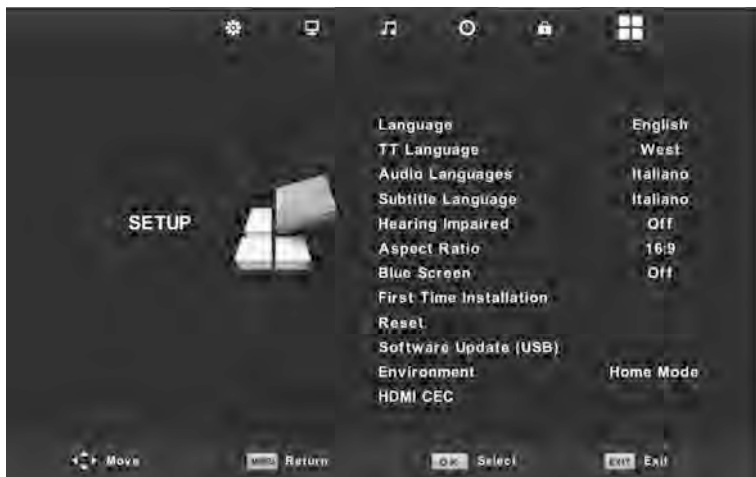 SETUP
Language English
TT Language West
Audio Languages Italiano
Subtitle Language Italiano
Hearing Impaired Off
Aspect Ratio 16:9
Blue Screen Off
First Time Installation
Reset
Software Update (USB)
Environment Home Mode
HDMI CEC
Move MENU Return OK Select EXIT Exit